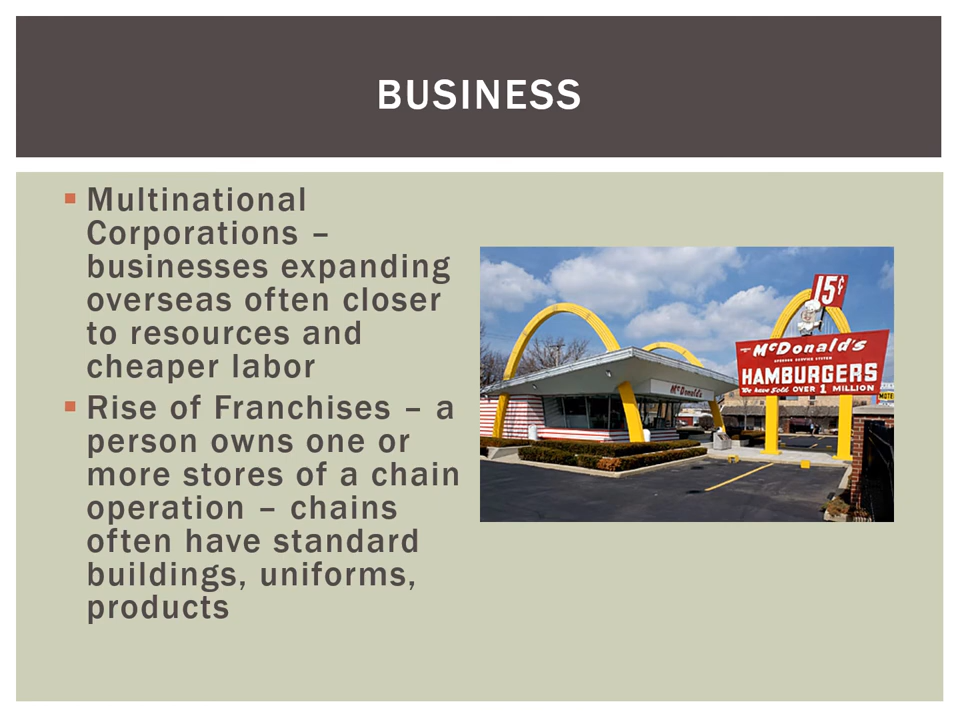 BUSINESS
▪ Multinational
Corporations –
businesses expanding
overseas often closer
to resources and
cheaper labor
▪ Rise of Franchises – a
person owns one or
more stores of a chain
operation – chains
often have standard
buildings, uniforms,
products
McDonald's
15¢
McDonald's
HAMBURGERS
We have Sold OVER 1 MILLION